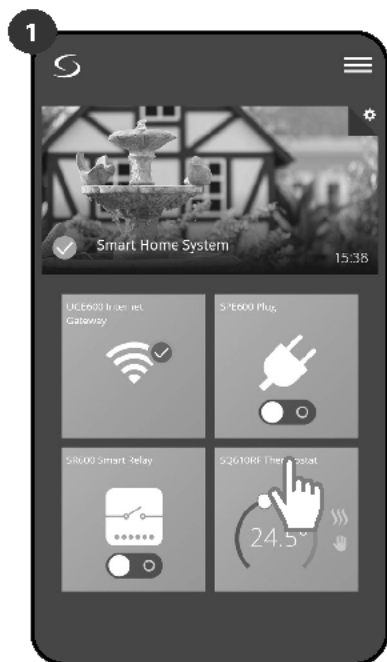 1
Smart Home System
15:38
UGE600 Internet
Gateway
SPE600 Plug
SR600 Smart Relay
SQ610RF Thermostat
24.5°